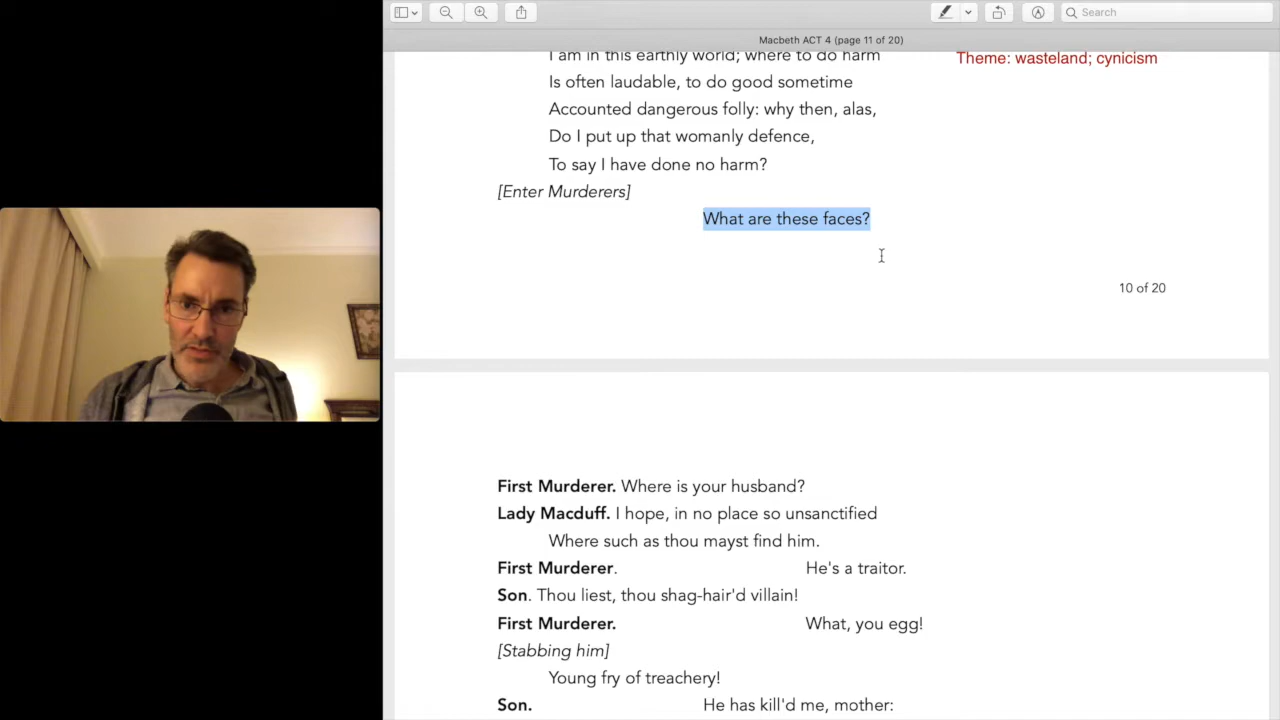 Search
Macbeth ACT 4 (page 11 of 20)
I am in this earthly world; where to do harm
Theme: wasteland; cynicism
Is often laudable, to do good sometime
Accounted dangerous folly: why then, alas,
Do I put up that womanly defence,
To say I have done no harm?
[Enter Murderers]
What are these faces?
10 of 20
First Murderer. Where is your husband?
Lady Macduff. I hope, in no place so unsanctified
Where such as thou mayst find him.
First Murderer. He's a traitor.
Son. Thou liest, thou shag-hair'd villain!
First Murderer. What, you egg!
[Stabbing him]
Young fry of treachery!
Son. He has kill'd me, mother: